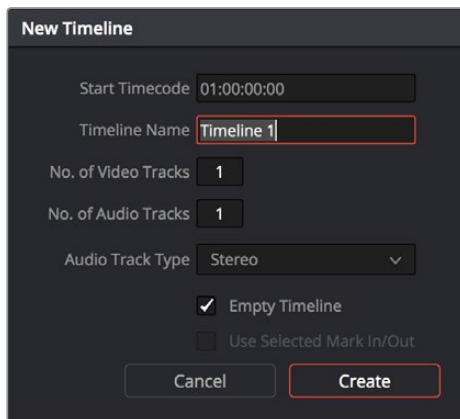 New Timeline
Start Timecode 01:00:00:00
Timeline Name Timeline 1
No. of Video Tracks 1
No. of Audio Tracks 1
Audio Track Type Stereo
Empty Timeline
Use Selected Mark In/Out
Cancel Create